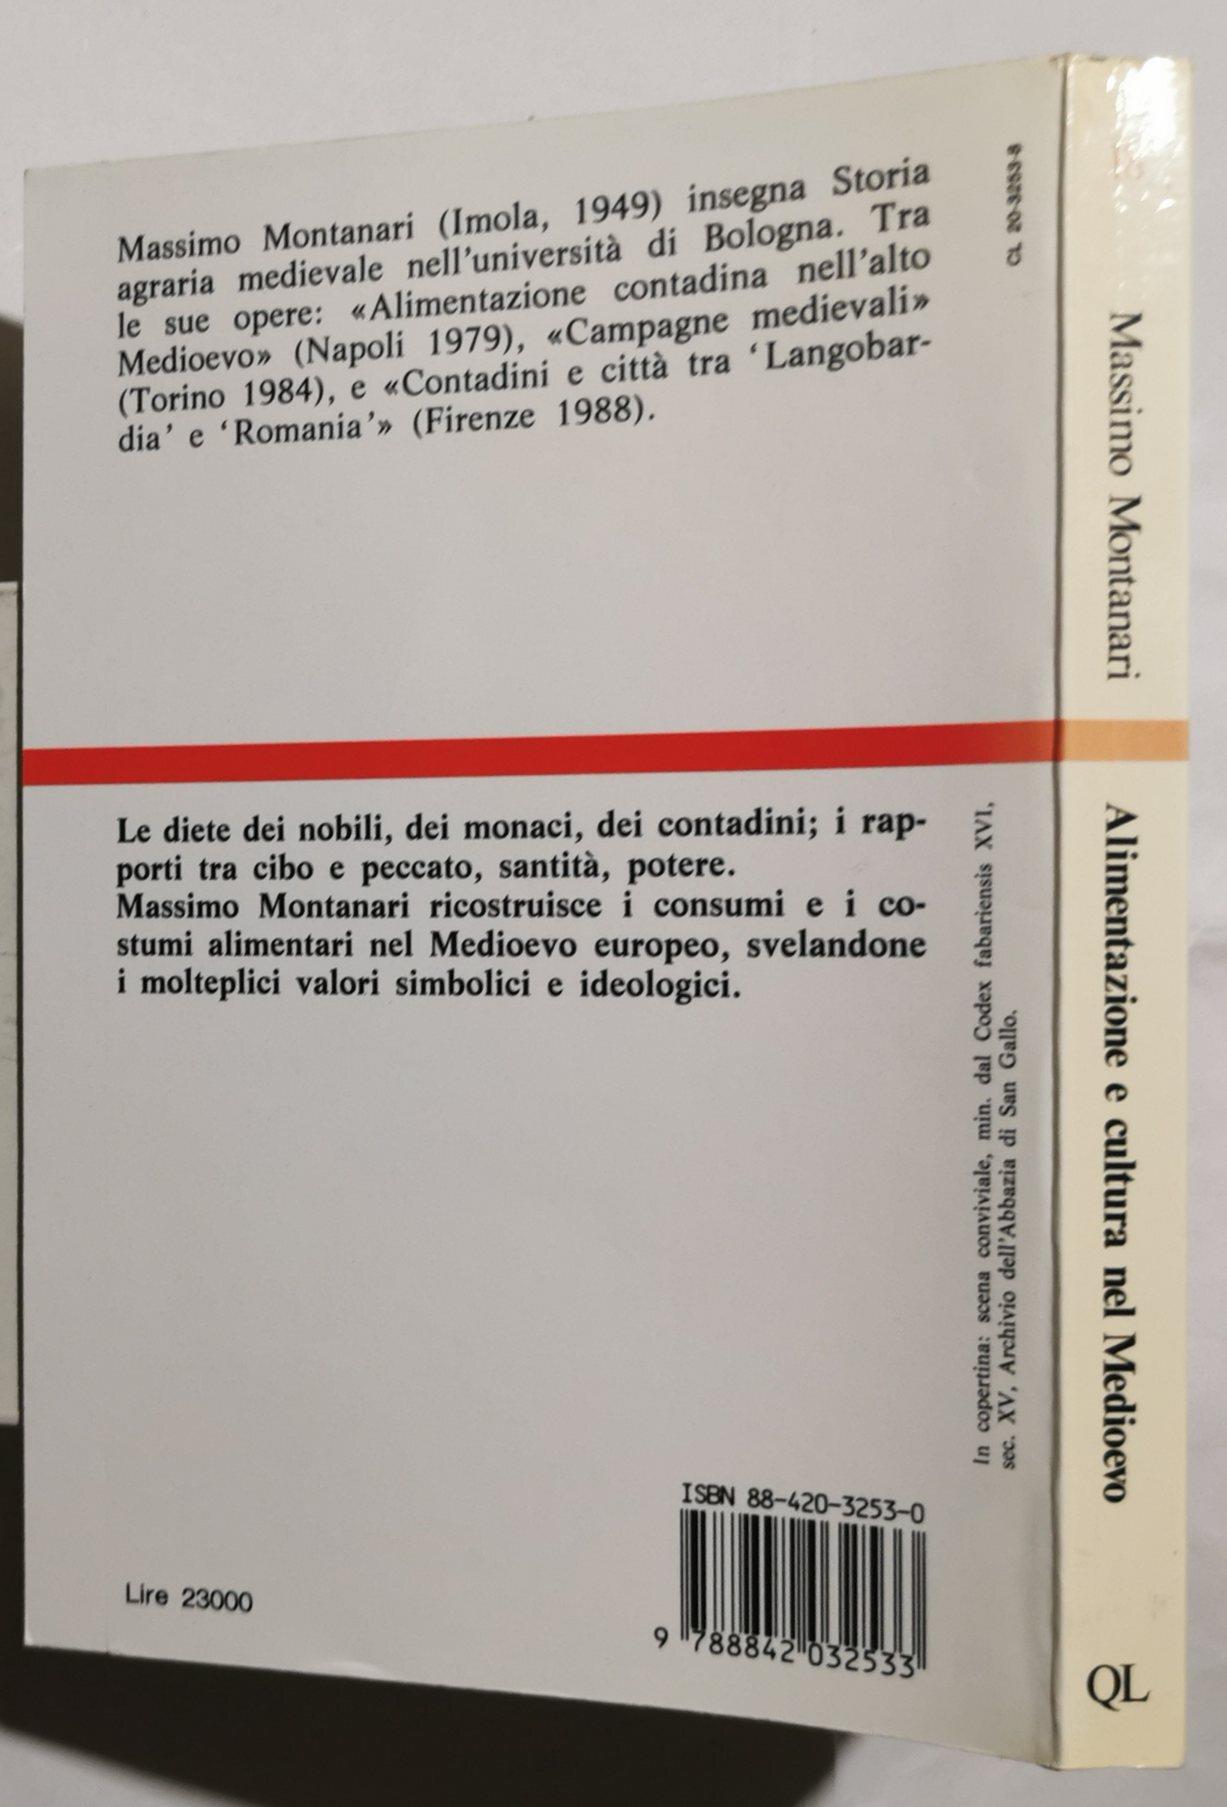 Massimo Montanari (Imola, 1949) insegna Storia
agraria medievale nell'università di Bologna. Tra
le sue opere: «Alimentazione contadina nell'alto
Medioevo» (Napoli 1979), «Campagne medievali»
(Torino 1984), e «Contadini e città tra 'Langobar-
dia' e 'Romania'» (Firenze 1988).
Le diete dei nobili, dei monaci, dei contadini; i rap-
porti tra cibo e peccato, santità, potere.
Massimo Montanari ricostruisce i consumi e i co-
stumi alimentari nel Medioevo europeo, svelandone
i molteplici valori simbolici e ideologici.
Lire 23000
ISBN 88-420-3253-0
9 788842 032533
CL 20-3253-8
In copertina: scena conviviale, min. dal Codex fabariensis XVI,
sec. XV, Archivio dell'Abbazia di San Gallo.
Massimo Montanari
Alimentazione e cultura nel Medioevo
QL